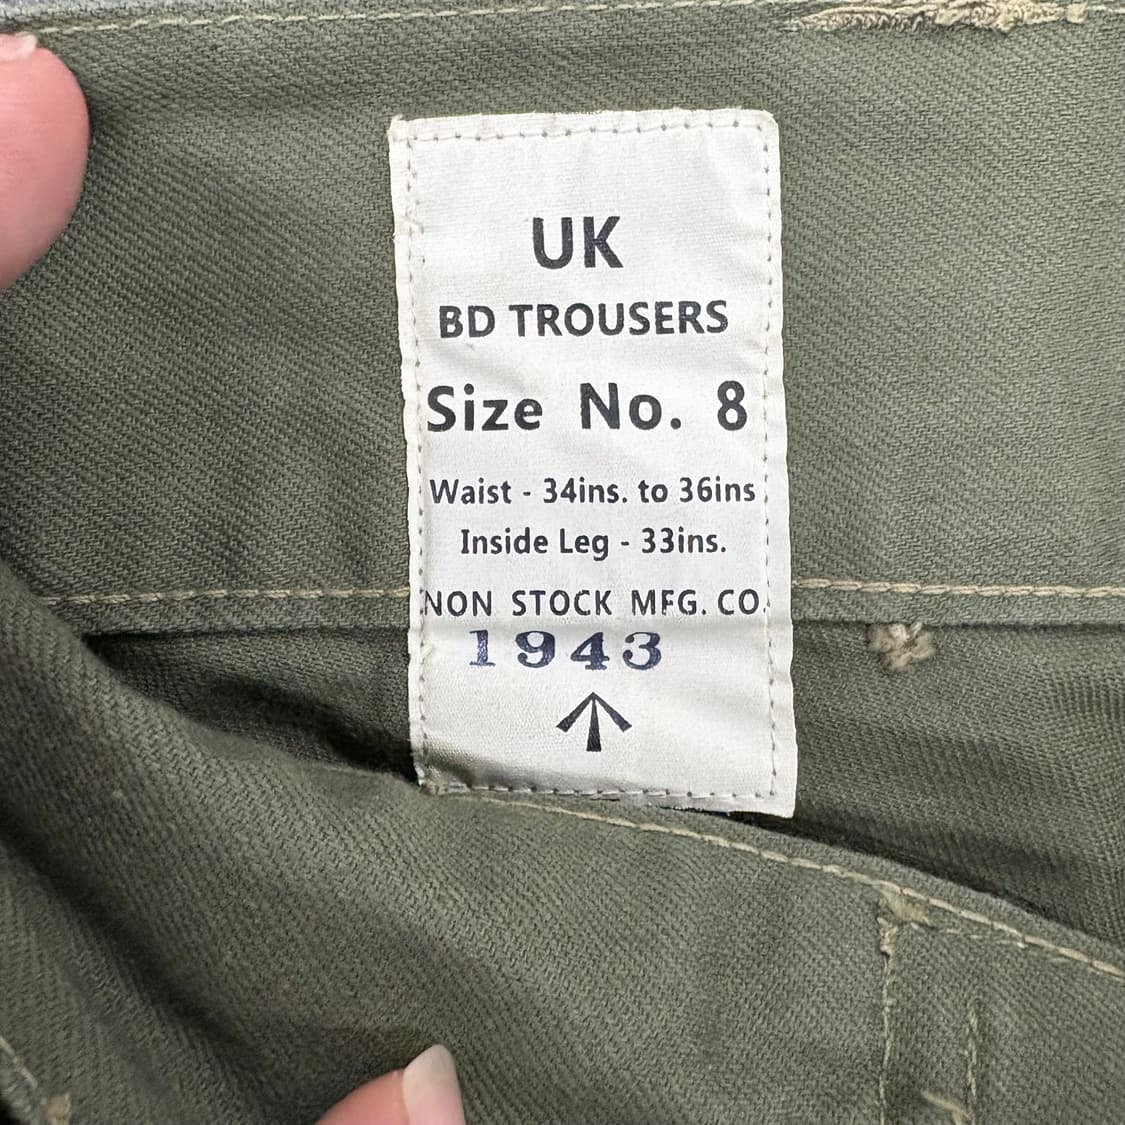 UK
BD TROUSERS
Size No. 8
Waist - 34ins. to 36ins
Inside Leg - 33ins.
NON STOCK MFG. CO.
1943